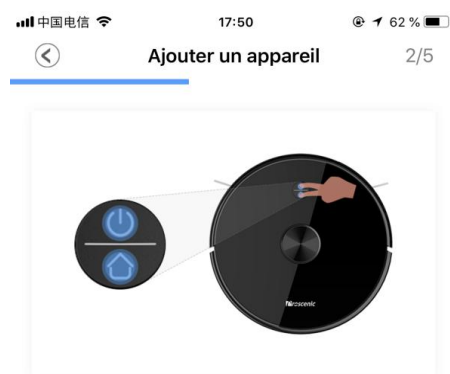 中国电信 17:50 62 %
Ajouter un appareil 2/5
Proscenic